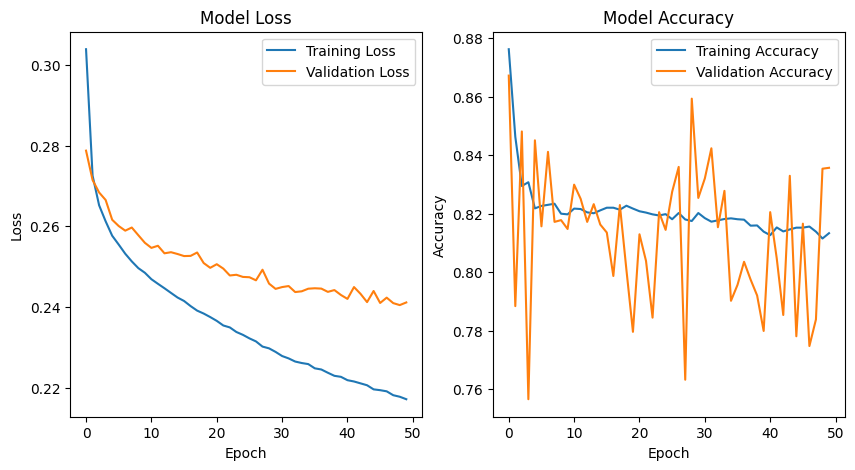 Model Loss
Training Loss
Validation Loss
Loss
0.30
0.28
0.26
0.24
0.22
0
10
20
30
40
50
Epoch
Model Accuracy
Training Accuracy
Validation Accuracy
Accuracy
0.88
0.86
0.84
0.82
0.80
0.78
0.76
0
10
20
30
40
50
Epoch